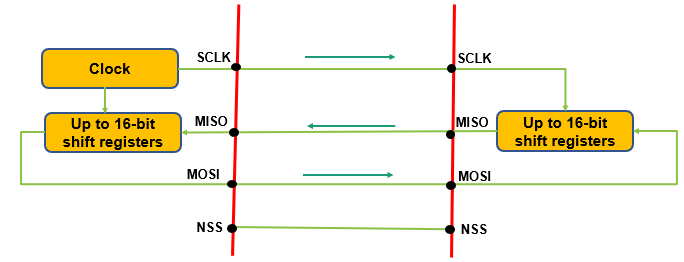 SCLK
SCLK
Clock
MISO
MISO
Up to 16-bit
shift registers
Up to 16-bit
shift registers
MOSI
MOSI
NSS
NSS